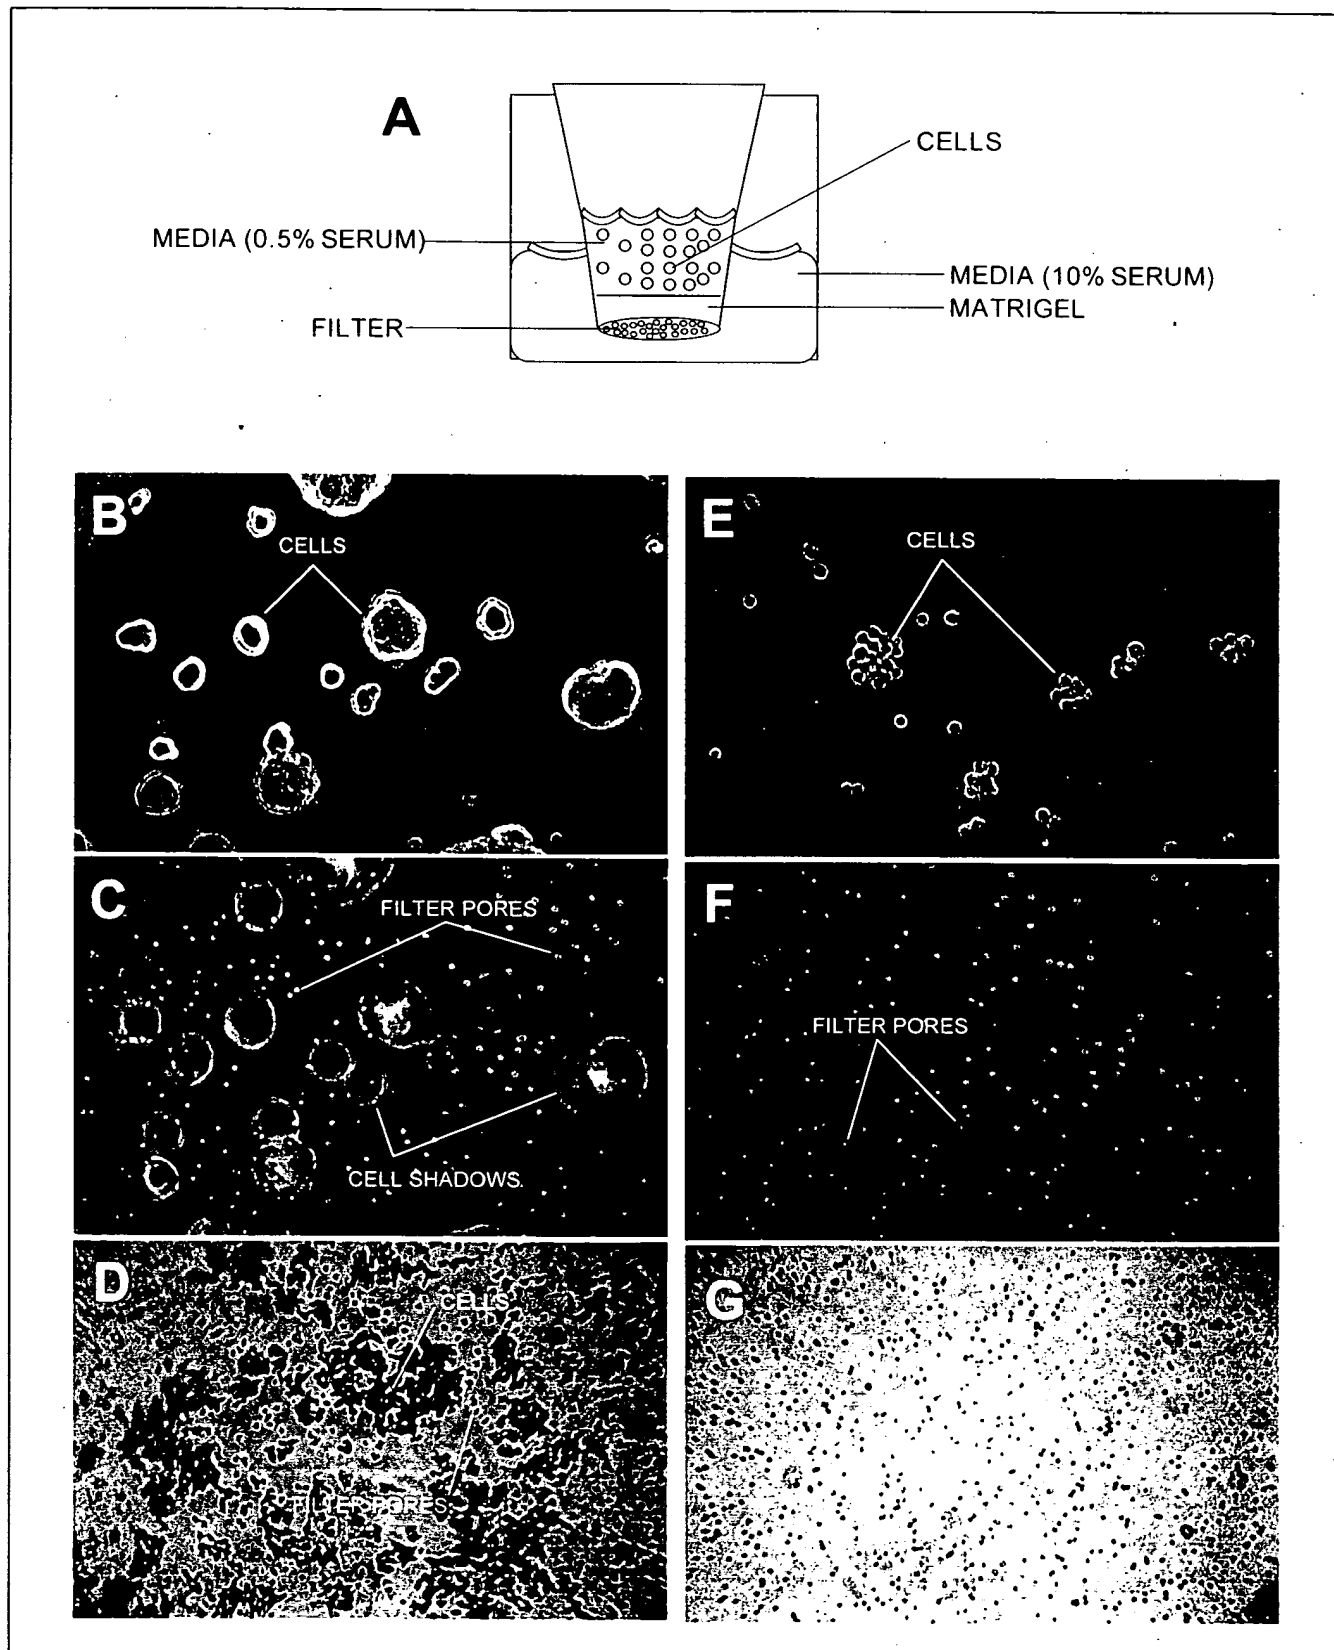 A
CELLS
MEDIA (0.5% SERUM)
MEDIA (10% SERUM)
MATRIGEL
FILTER
B
CELLS
E
CELLS
C
FILTER PORES
CELL SHADOWS
F
FILTER PORES
D
CELLS
FILTER PORES
G